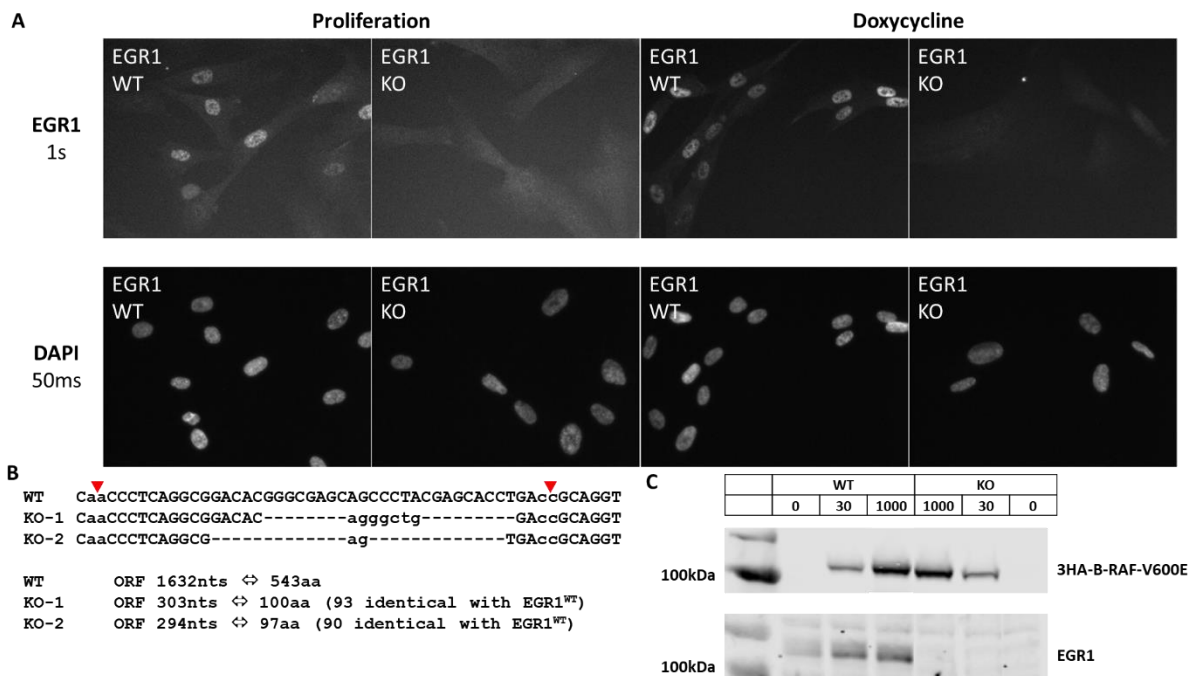 A
Proliferation
Doxycycline
EGR1
WT
EGR1
KO
EGR1
WT
EGR1
KO
EGR1
1s
EGR1
WT
EGR1
KO
EGR1
WT
EGR1
KO
DAPI
50ms
B
WT CaaCCCTCAGGCGGACACGGGCGAGCAGCCCTACGAGCACCTGAccGCAGGT
KO-1 CaaCCCTCAGGCGGACAC--------agggctg---------GAccGCAGGT
KO-2 CaaCCCTCAGGCG-------------ag-------------TGAccGCAGGT
WT ORF 1632nts ⇔ 543aa
KO-1 ORF 303nts ⇔ 100aa (93 identical with EGR1WT)
KO-2 ORF 294nts ⇔ 97aa (90 identical with EGR1WT)
C
WT KO
0 30 1000 1000 30 0
100kDa 3HA-B-RAF-V600E
100kDa EGR1